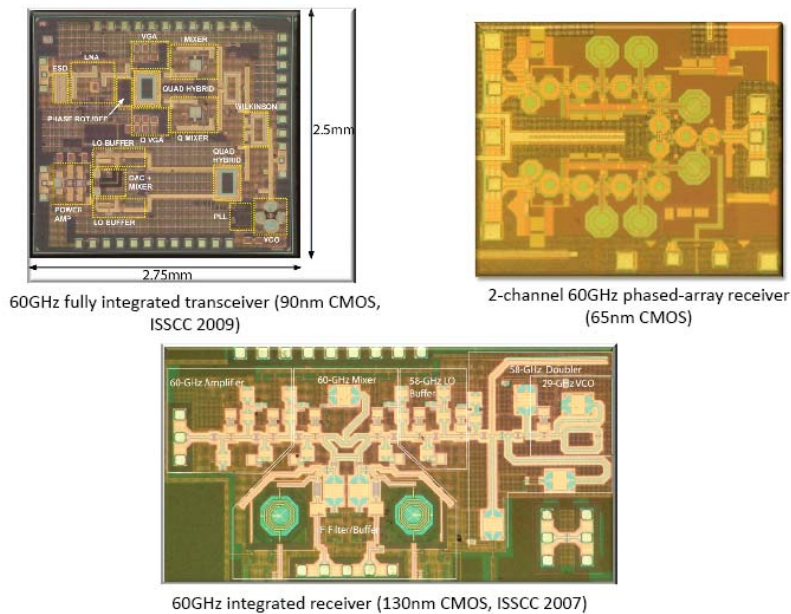 VGA
I MIXER
LNA
ESD
QUAD HYBRID
WILKINSON
PHASE ROT/DEC
Q VGA
Q MIXER
LO BUFFER
QUAD
HYBRID
DAC +
MIXER
POWER
AMP
LO BUFFER
PLL
VCO
2.5mm
2.75mm
60GHz fully integrated transceiver (90nm CMOS,
ISSCC 2009)
2-channel 60GHz phased-array receiver
(65nm CMOS)
60-GHz Amplifier
60-GHz Mixer
58-GHz LO
Buffer
58-GHz Doubler
29-GHz VCO
IF Filter/Buffer
60GHz integrated receiver (130nm CMOS, ISSCC 2007)